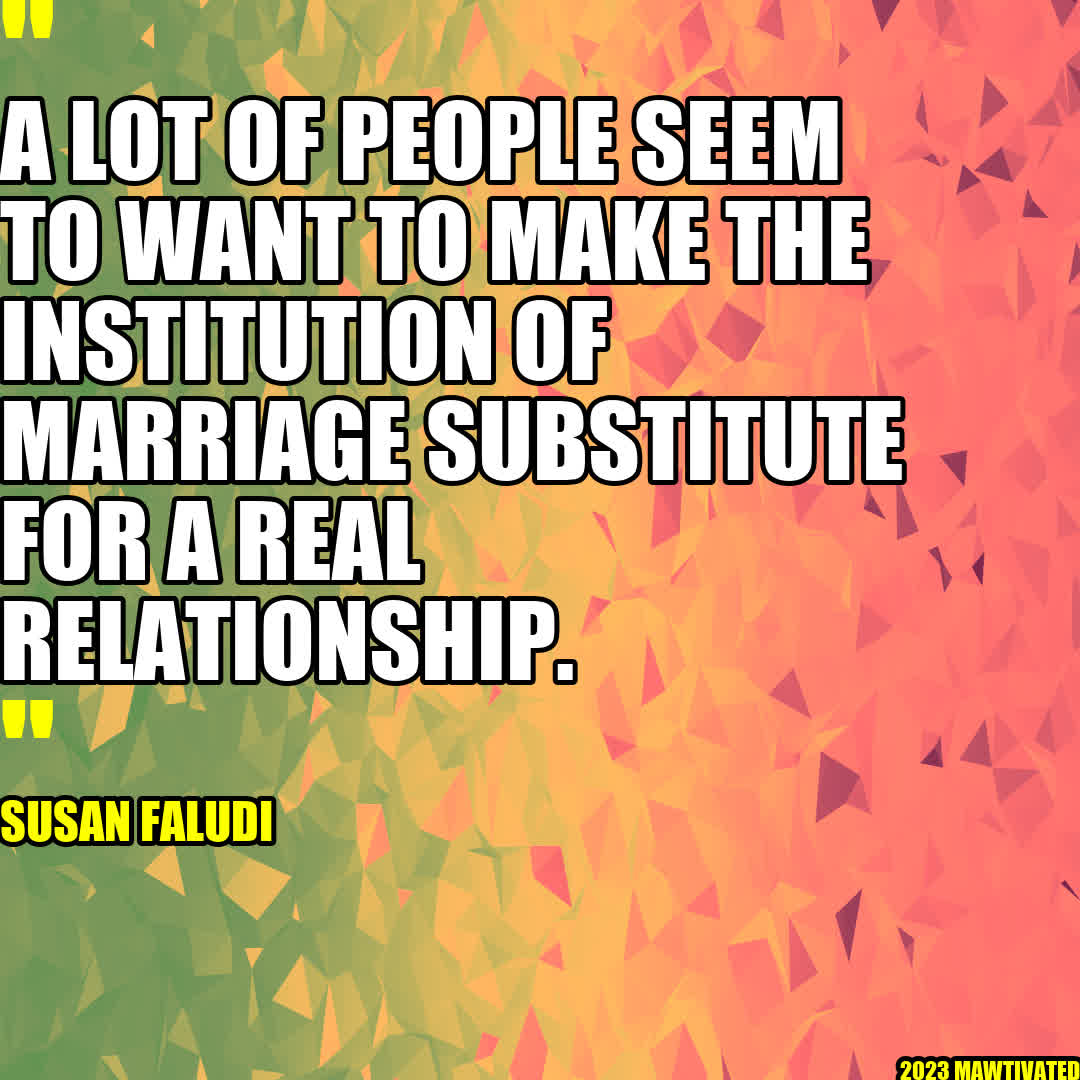 "
A LOT OF PEOPLE SEEM
TO WANT TO MAKE THE
INSTITUTION OF
MARRIAGE SUBSTITUTE
FOR A REAL
RELATIONSHIP.
"
SUSAN FALUDI
2023 MAWTIVATED